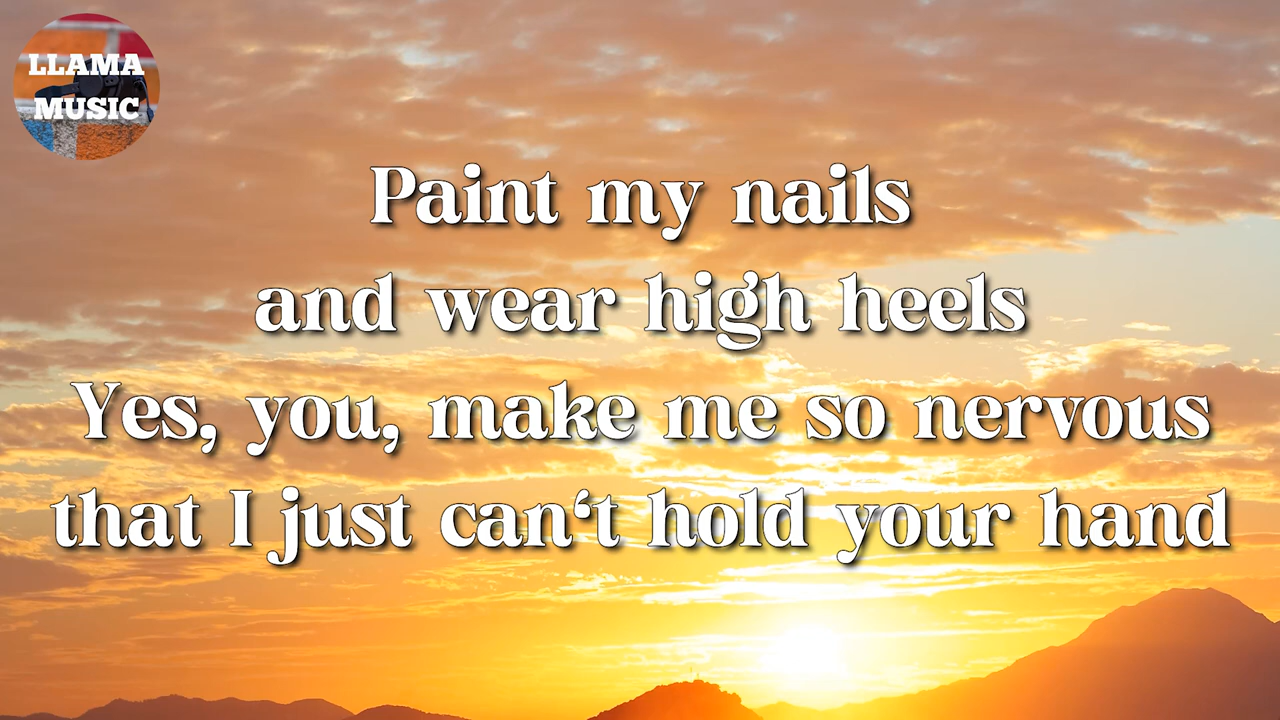 LLAMA
MUSIC
Paint my nails
and wear high heels
Yes, you, make me so nervous
that I just can‘t hold your hand